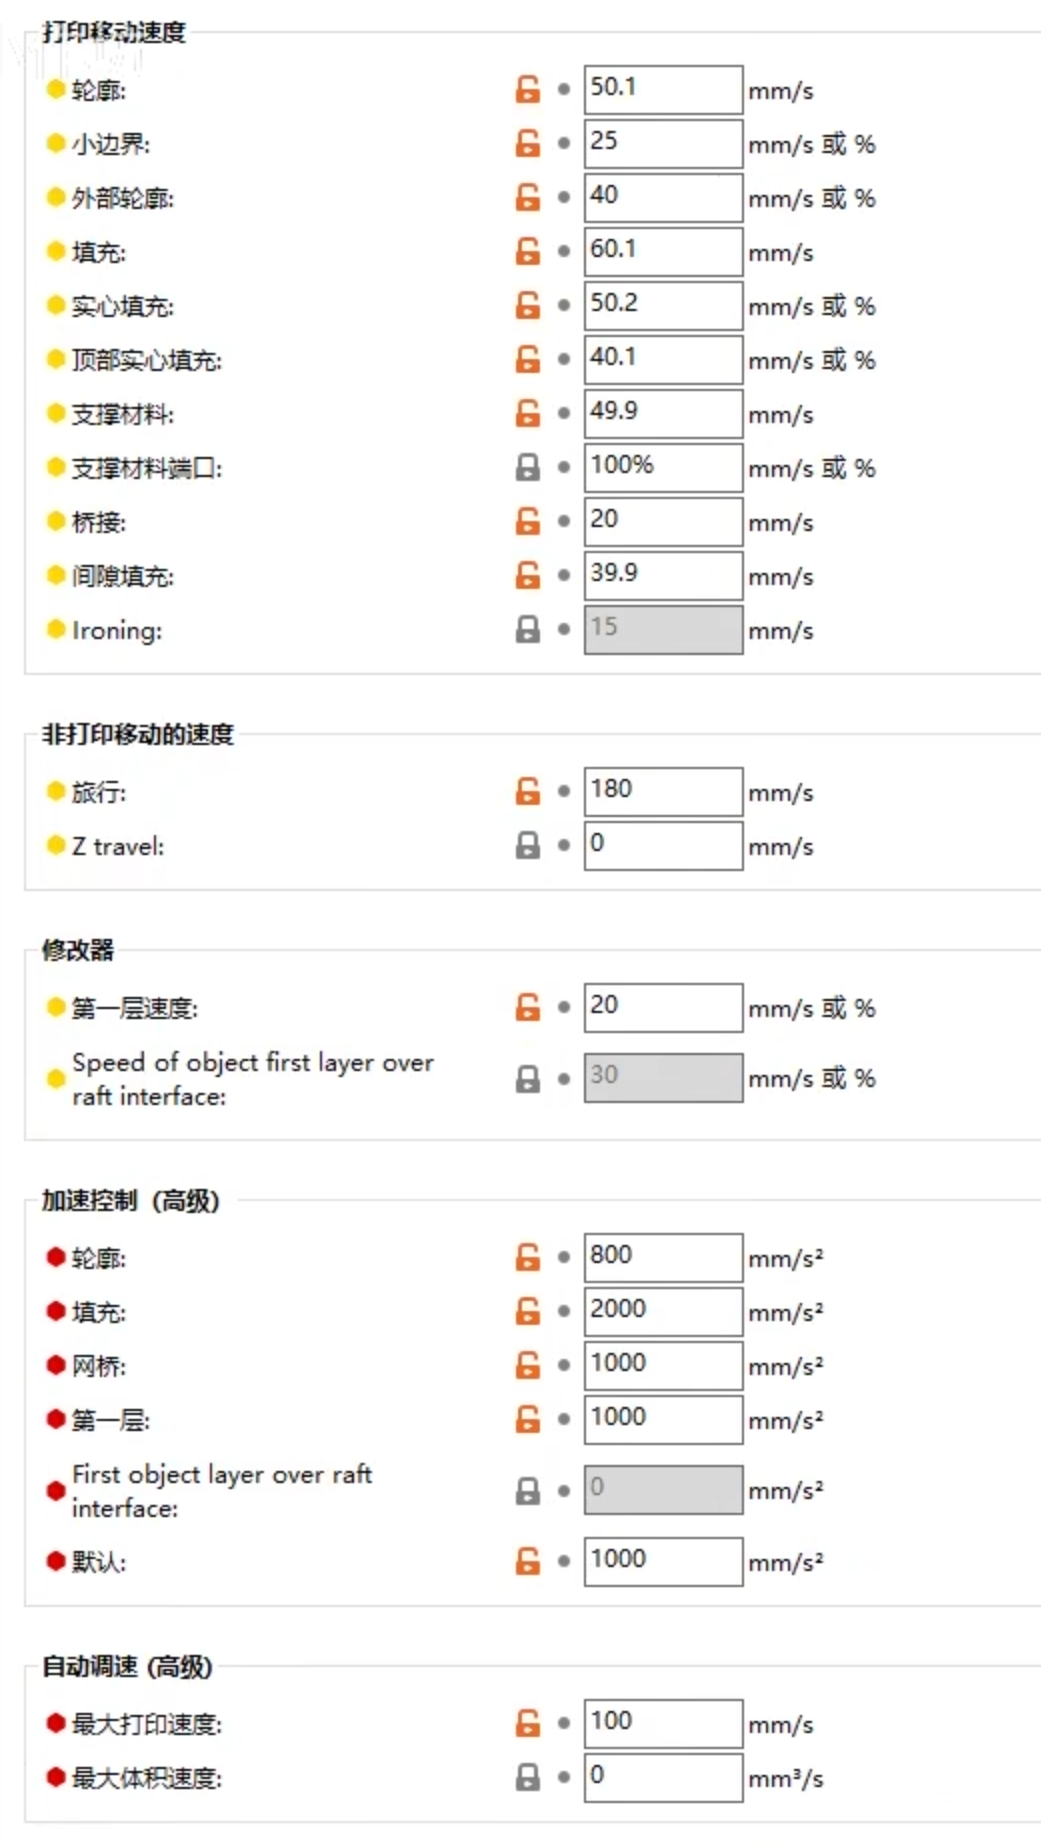 打印移动速度
轮廓: 50.1 mm/s
小边界: 25 mm/s 或 %
外部轮廓: 40 mm/s 或 %
填充: 60.1 mm/s
实心填充: 50.2 mm/s 或 %
顶部实心填充: 40.1 mm/s 或 %
支撑材料: 49.9 mm/s
支撑材料端口: 100% mm/s 或 %
桥接: 20 mm/s
间隙填充: 39.9 mm/s
Ironing: 15 mm/s
非打印移动的速度
旅行: 180 mm/s
Z travel: 0 mm/s
修改器
第一层速度: 20 mm/s 或 %
Speed of object first layer over
raft interface: 30 mm/s 或 %
加速控制 (高级)
轮廓: 800 mm/s²
填充: 2000 mm/s²
网桥: 1000 mm/s²
第一层: 1000 mm/s²
First object layer over raft
interface: 0 mm/s²
默认: 1000 mm/s²
自动调速 (高级)
最大打印速度: 100 mm/s
最大体积速度: 0 mm³/s